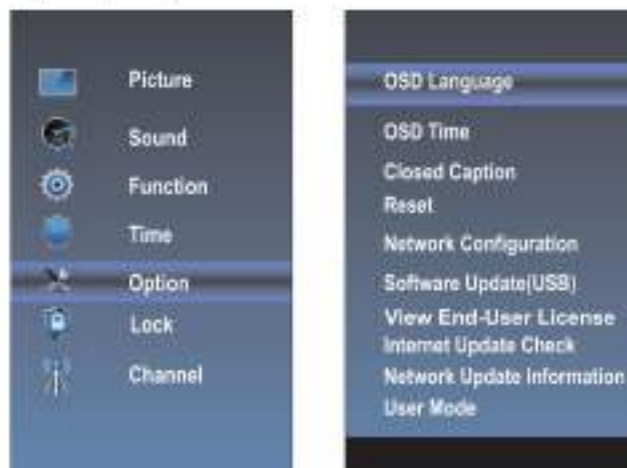 Picture
Sound
Function
Time
Option
Lock
Channel
OSD Language
OSD Time
Closed Caption
Reset
Network Configuration
Software Update(USB)
View End-User License
Internet Update Check
Network Update Information
User Mode